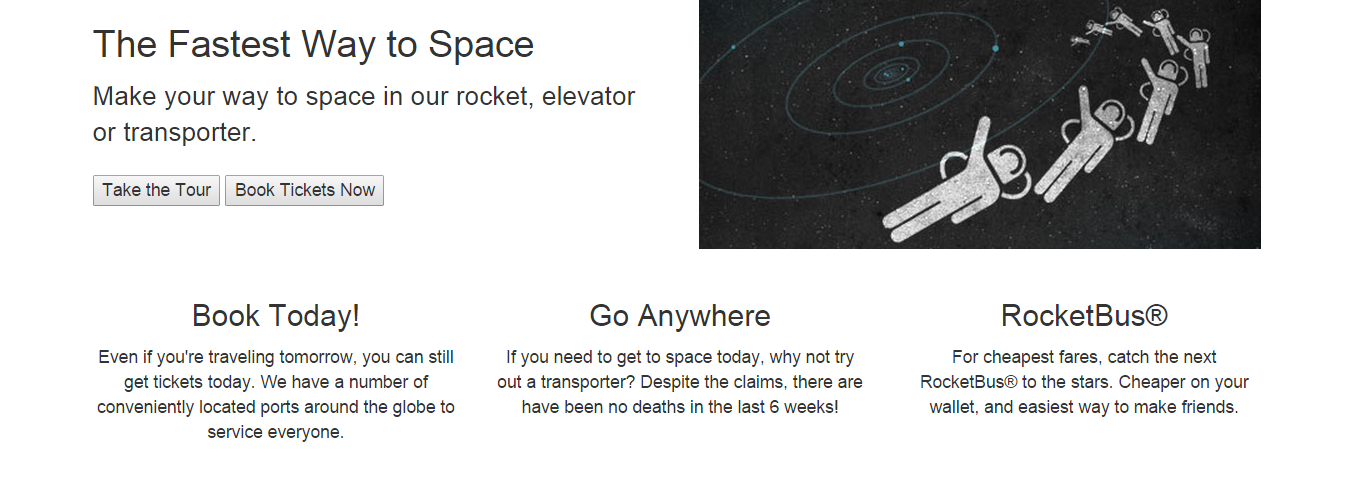 The Fastest Way to Space
Make your way to space in our rocket, elevator
or transporter.
Take the Tour
Book Tickets Now
Book Today!
Even if you're traveling tomorrow, you can still
get tickets today. We have a number of
conveniently located ports around the globe to
service everyone.
Go Anywhere
If you need to get to space today, why not try
out a transporter? Despite the claims, there are
have been no deaths in the last 6 weeks!
RocketBus®
For cheapest fares, catch the next
RocketBus® to the stars. Cheaper on your
wallet, and easiest way to make friends.